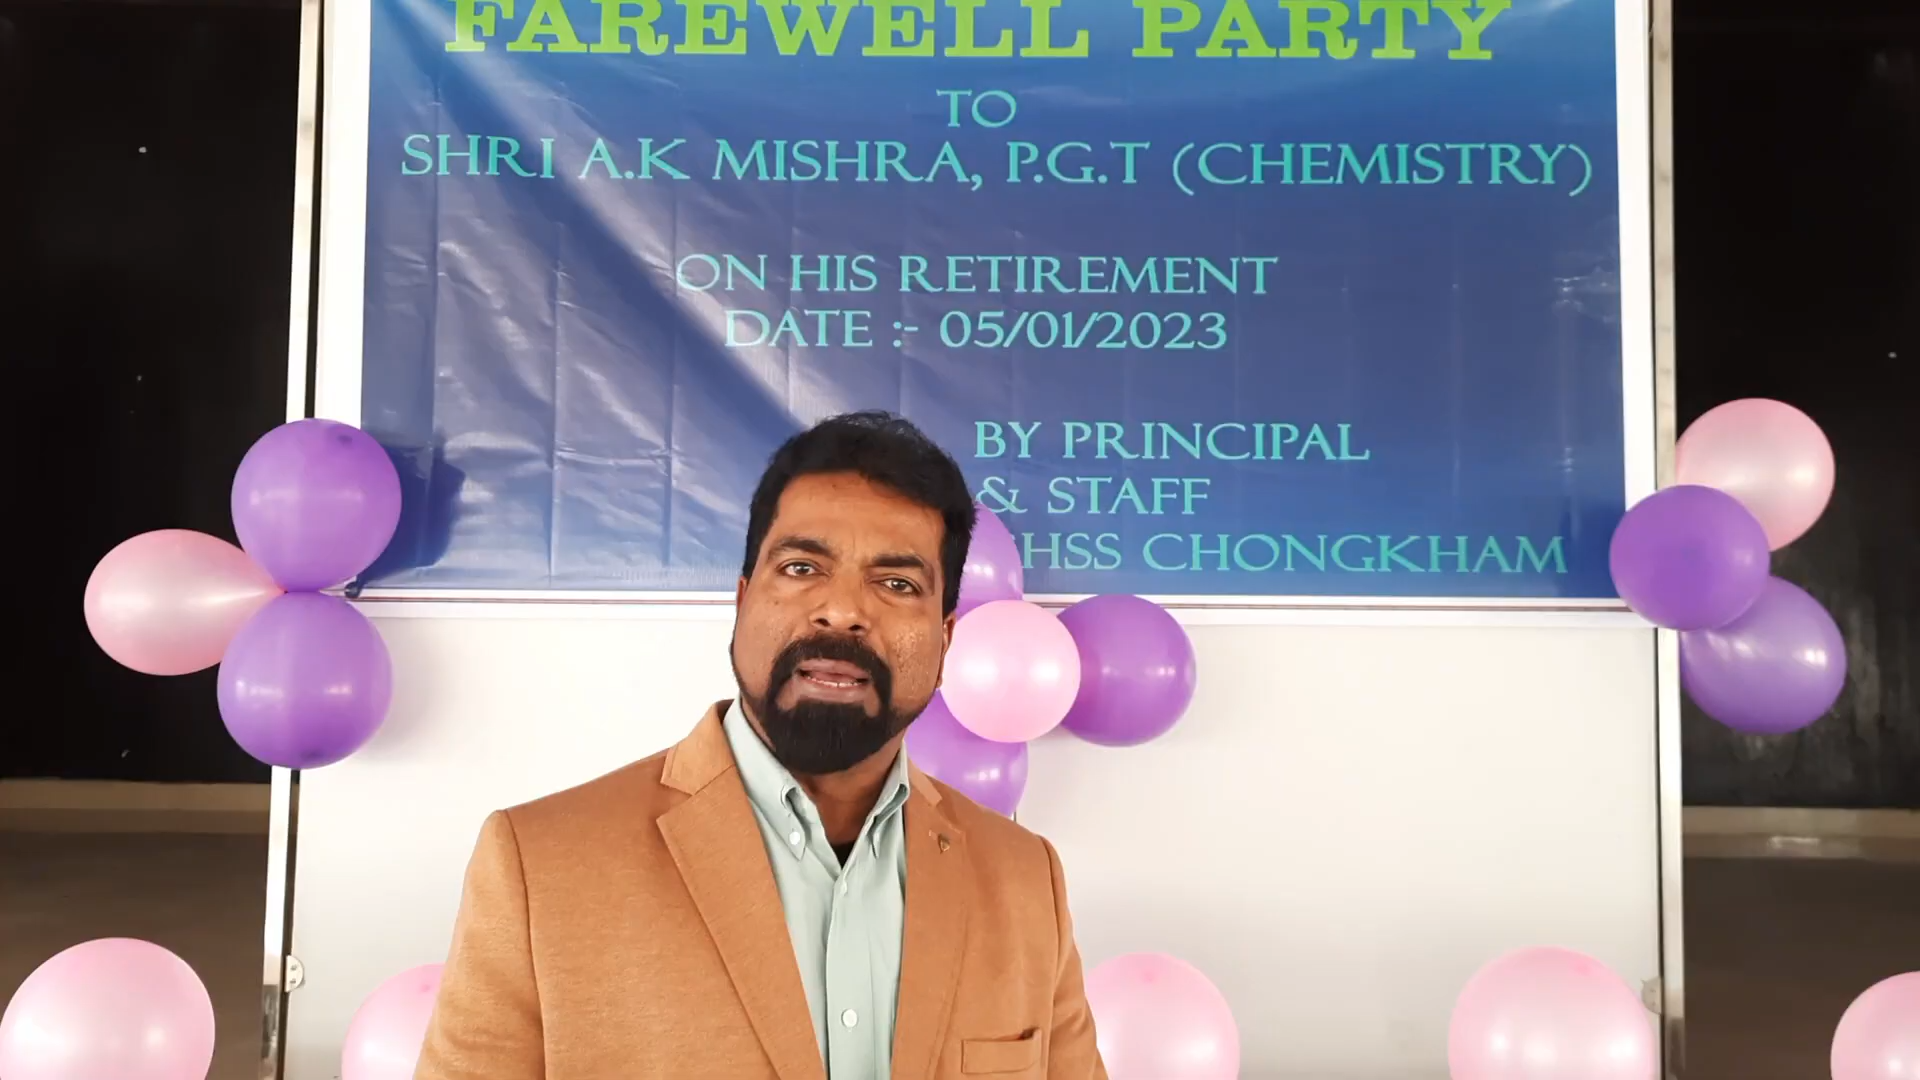 FAREWELL PARTY
TO
SHRI A.K MISHRA, P.G.T (CHEMISTRY)
ON HIS RETIREMENT
DATE :- 05/01/2023
BY PRINCIPAL
& STAFF
HSS CHONGKHAM